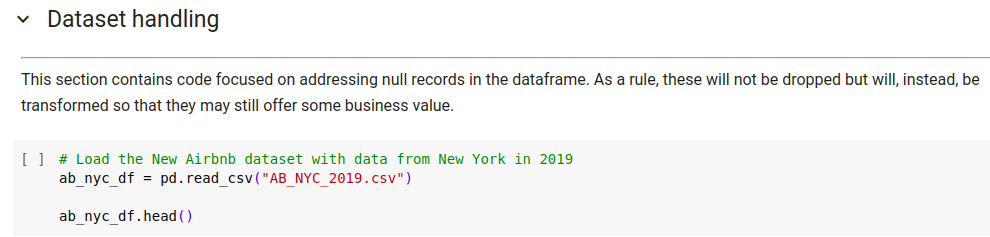 Dataset handling
This section contains code focused on addressing null records in the dataframe. As a rule, these will not be dropped but will, instead, be
transformed so that they may still offer some business value.
[ ] # Load the New Airbnb dataset with data from New York in 2019
ab_nyc_df = pd.read_csv("AB_NYC_2019.csv")
ab_nyc_df.head()